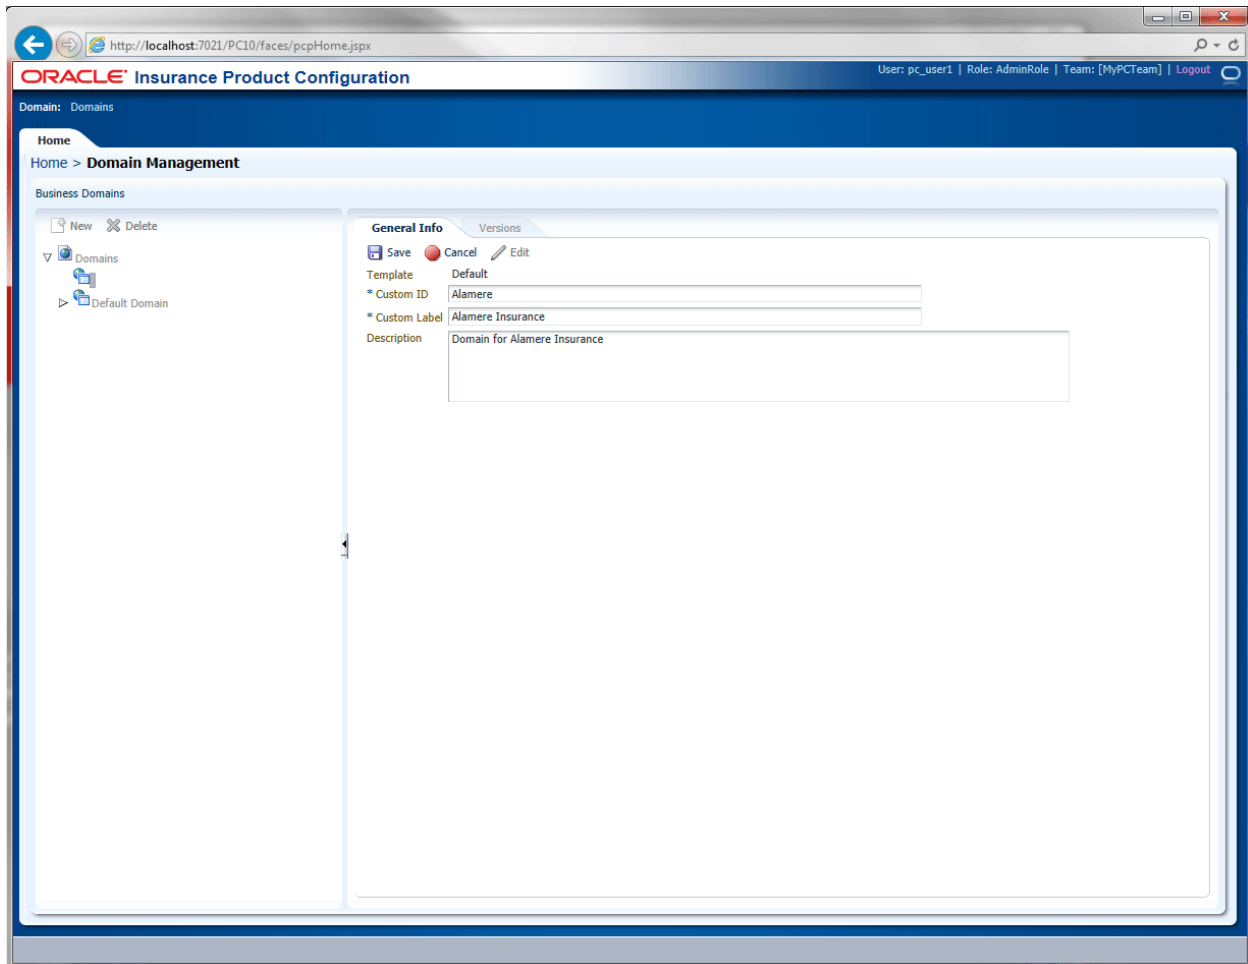 http://localhost:7021/PC10/faces/pcpHome.jspx
ORACLE Insurance Product Configuration
User: pc_user1 | Role: AdminRole | Team: [MyPCTeam] | Logout
Domain: Domains
Home
Home > Domain Management
Business Domains
New Delete
Domains
Default Domain
General Info Versions
Save Cancel Edit
Template Default
* Custom ID Alamere
* Custom Label Alamere Insurance
Description Domain for Alamere Insurance